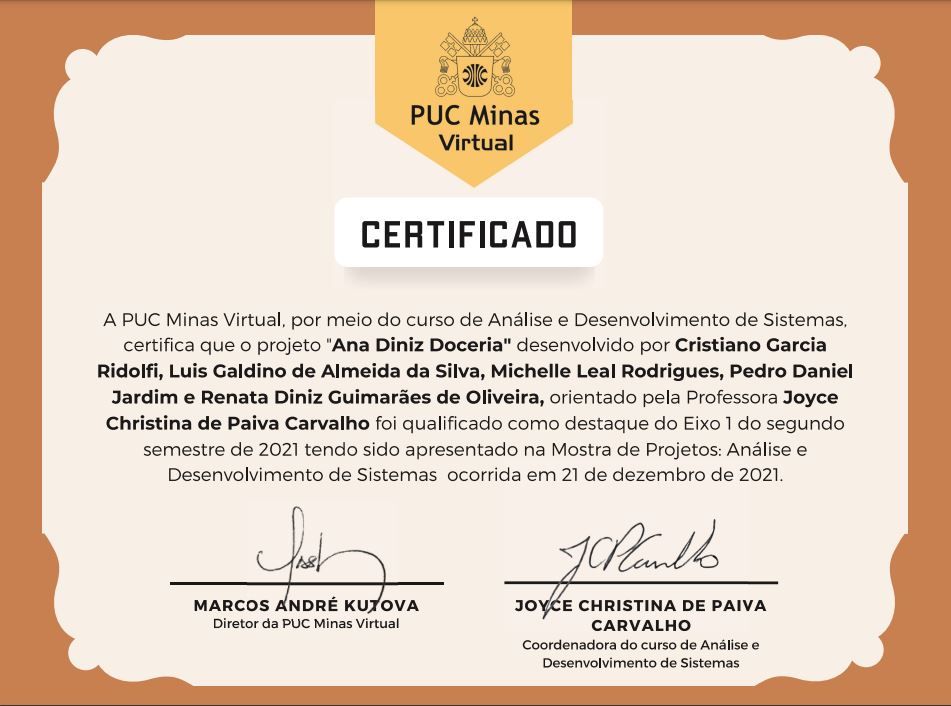 PUC Minas
Virtual
CERTIFICADO
A PUC Minas Virtual, por meio do curso de Análise e Desenvolvimento de Sistemas,
certifica que o projeto "Ana Diniz Doceria" desenvolvido por Cristiano Garcia
Ridolfi, Luis Galdino de Almeida da Silva, Michelle Leal Rodrigues, Pedro Daniel
Jardim e Renata Diniz Guimarães de Oliveira, orientado pela Professora Joyce
Christina de Paiva Carvalho foi qualificado como destaque do Eixo 1 do segundo
semestre de 2021 tendo sido apresentado na Mostra de Projetos: Análise e
Desenvolvimento de Sistemas ocorrida em 21 de dezembro de 2021.
MARCOS ANDRÉ KUTOVA
Diretor da PUC Minas Virtual
JOYCE CHRISTINA DE PAIVA
CARVALHO
Coordenadora do curso de Análise e
Desenvolvimento de Sistemas